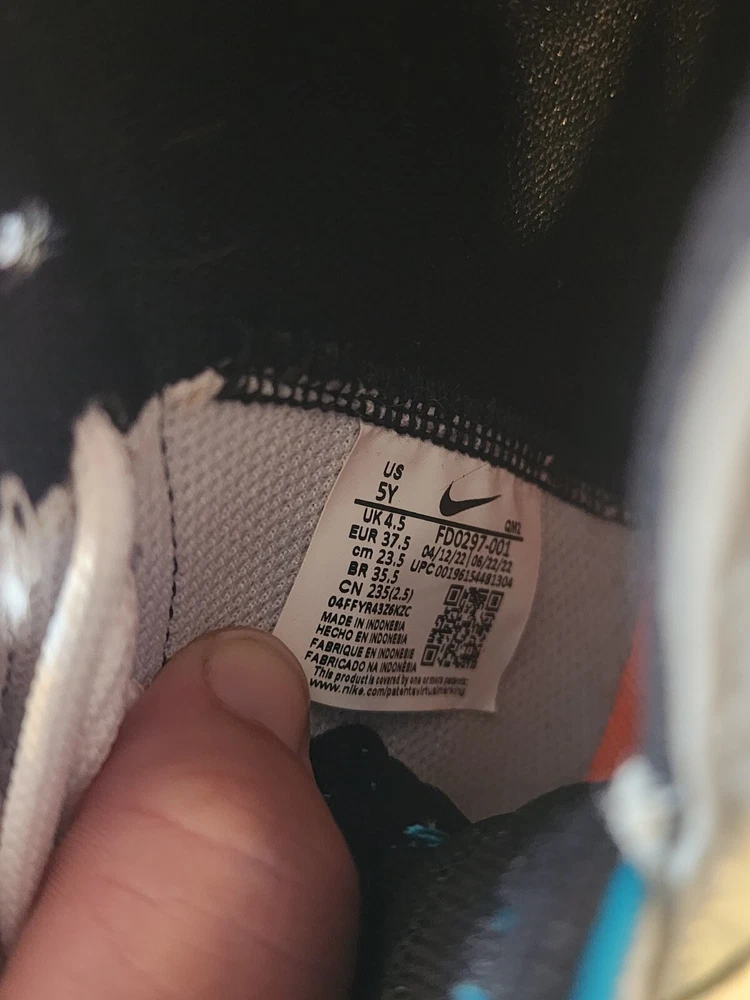 US
5Y
QM2
UK 4.5
FD0297-001
EUR 37.5
04/12/22 | 06/22/22
cm 23.5
UPC 00196154481304
BR 35.5
CN 235(2.5)
04FFYR43Z6KZC
MADE IN INDONESIA
HECHO EN INDONESIA
FABRIQUE EN INDONESIE
FABRICADO NA INDONÉSIA
This product is covered by one or more patents:
www.nike.com/patentsvirtualmarking